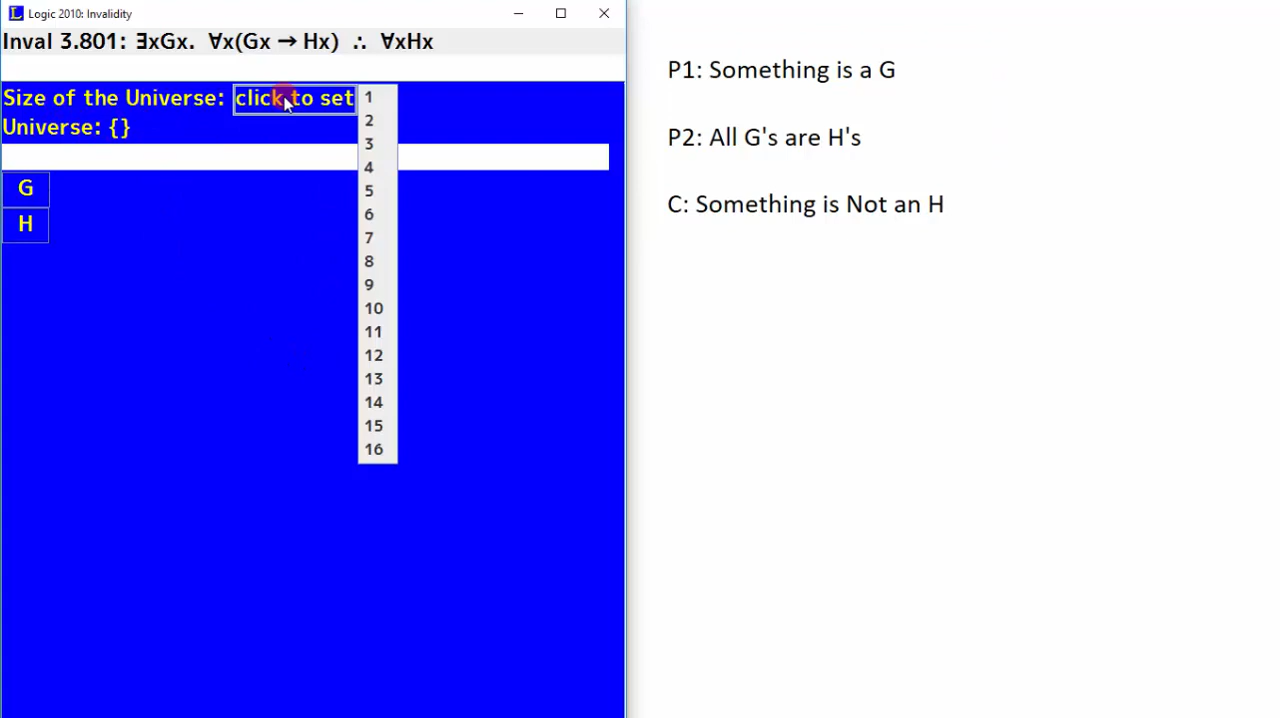 Logic 2010: Invalidity
Inval 3.801: ∃xGx. ∀x(Gx → Hx) ∴ ∀xHx
Size of the Universe: click to set
Universe: {}
G
H
1
2
3
4
5
6
7
8
9
10
11
12
13
14
15
16
P1: Something is a G
P2: All G's are H's
C: Something is Not an H